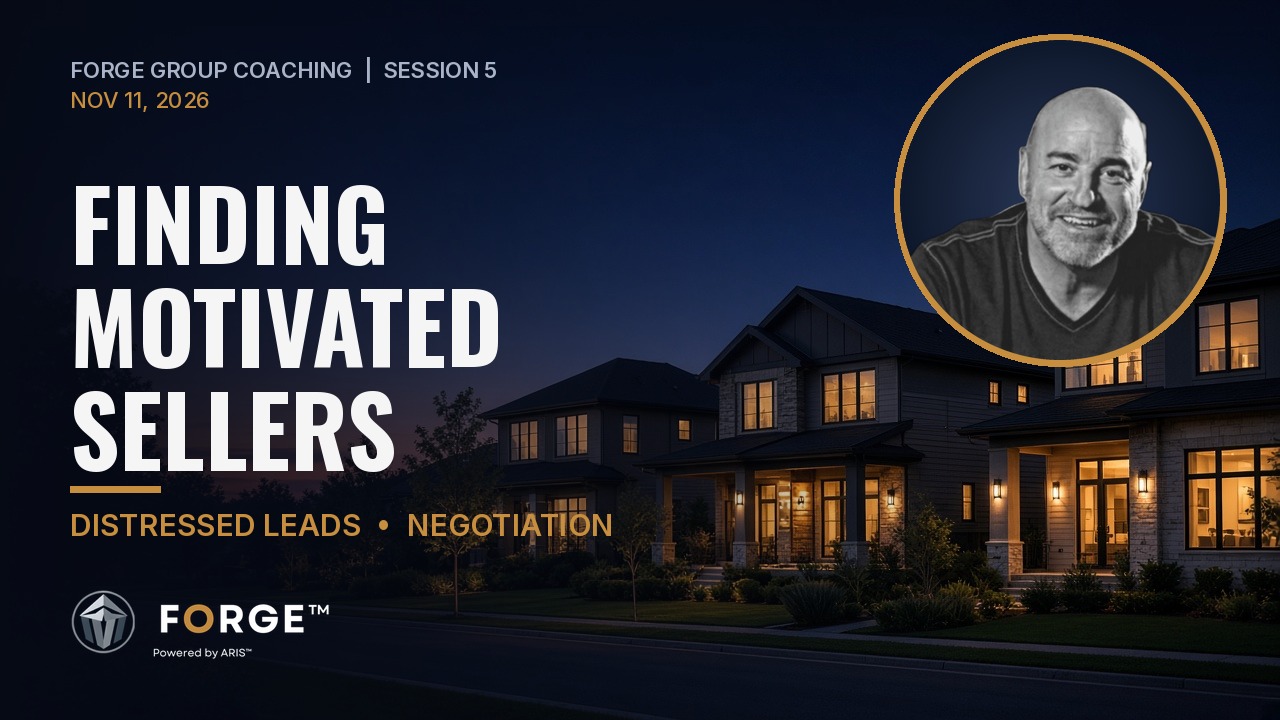 FORGE GROUP COACHING | SESSION 5
NOV 11, 2026
FINDING
MOTIVATED
SELLERS
DISTRESSED LEADS • NEGOTIATION
FORGE™
Powered by ARIS™